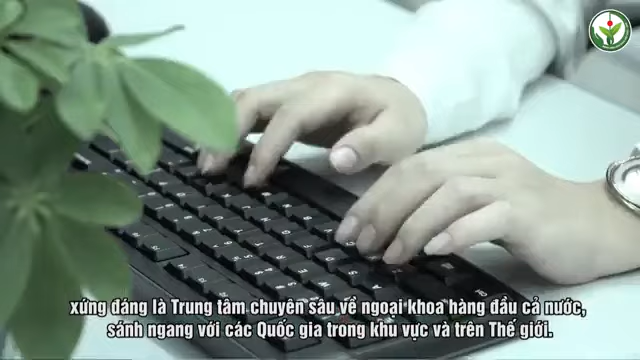 xứng đáng là Trung tâm chuyên sâu về ngoại khoa hàng đầu cả nước,
sánh ngang với các Quốc gia trong khu vực và trên Thế giới.